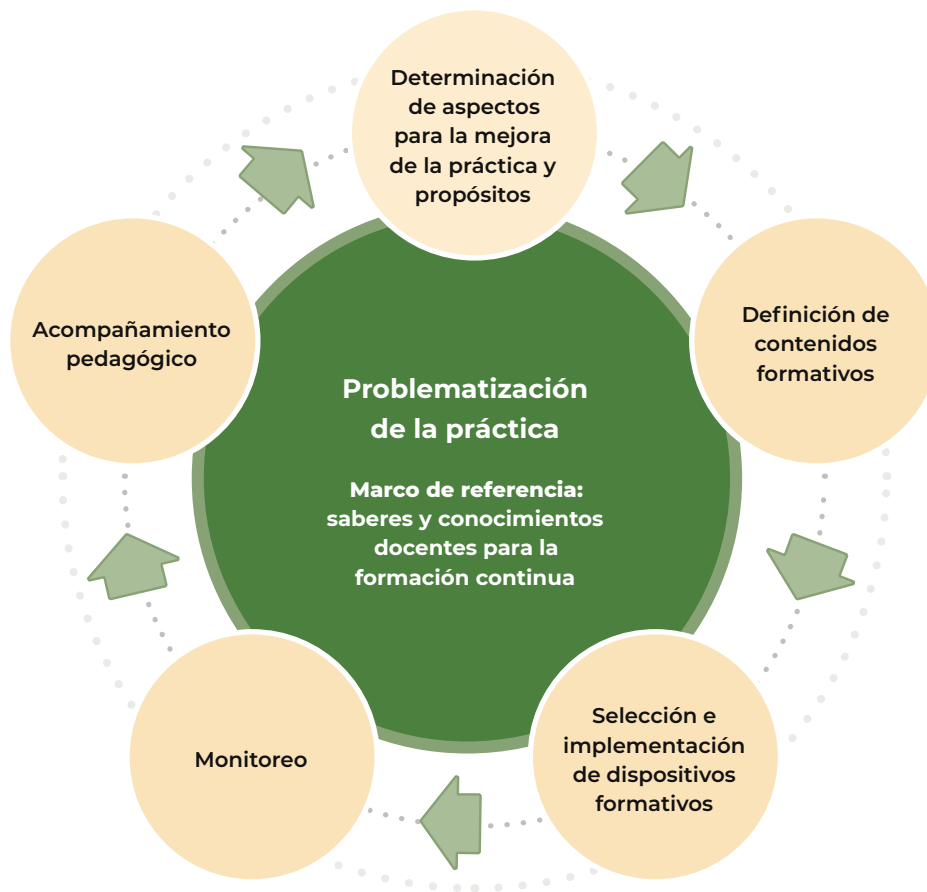 Determinación
de aspectos
para la mejora
de la práctica y
propósitos
Definición de
contenidos
formativos
Selección e
implementación
de dispositivos
formativos
Monitoreo
Acompañamiento
pedagógico
Problematización
de la práctica
Marco de referencia:
saberes y conocimientos
docentes para la
formación continua